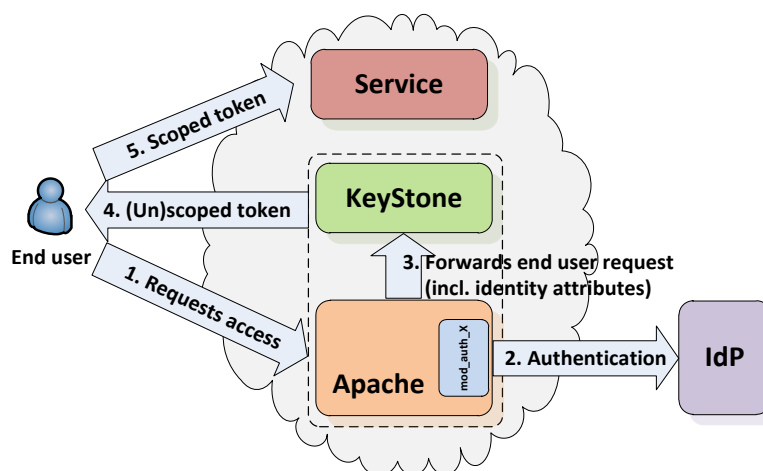 Service
5. Scoped token
KeyStone
4. (Un)scoped token
End user
3. Forwards end user request
(incl. identity attributes)
1. Requests access
mod_auth_X
Apache
2. Authentication
IdP